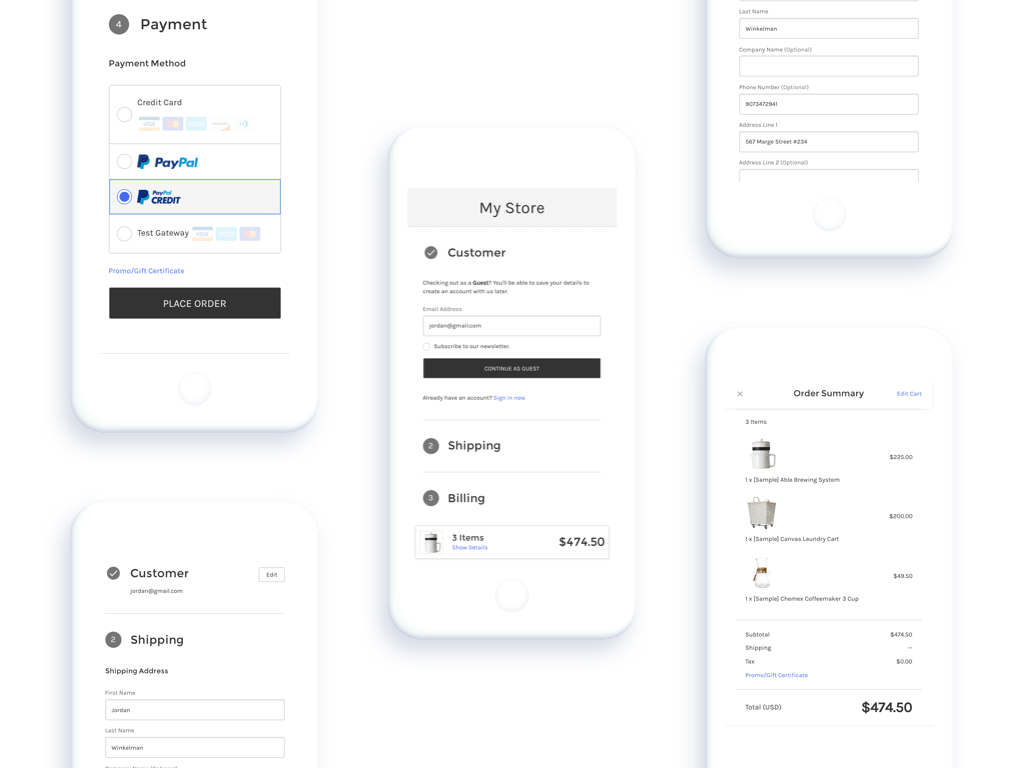 4 Payment
Payment Method
Credit Card
VISA
PayPal
PayPal
CREDIT
Test Gateway VISA
Promo/Gift Certificate
PLACE ORDER
Customer
Edit
jordan@gmail.com
2 Shipping
Shipping Address
First Name
Jordan
Last Name
Winkelman
My Store
Customer
Checking out as a Guest? You'll be able to save your details to
create an account with us later.
Email Address
jordan@gmail.com
Subscribe to our newsletter.
CONTINUE AS GUEST
Already have an account? Sign in now
2 Shipping
3 Billing
3 Items
Show Details
$474.50
Last Name
Winkelman
Company Name (Optional)
Phone Number (Optional)
9073472941
Address Line 1
567 Marge Street #234
Address Line 2 (Optional)
Order Summary
Edit Cart
3 Items
$225.00
1 x [Sample] Able Brewing System
$200.00
1 x [Sample] Canvas Laundry Cart
$49.50
1 x [Sample] Chemex Coffeemaker 3 Cup
Subtotal $474.50
Shipping --
Tax $0.00
Promo/Gift Certificate
Total (USD) $474.50